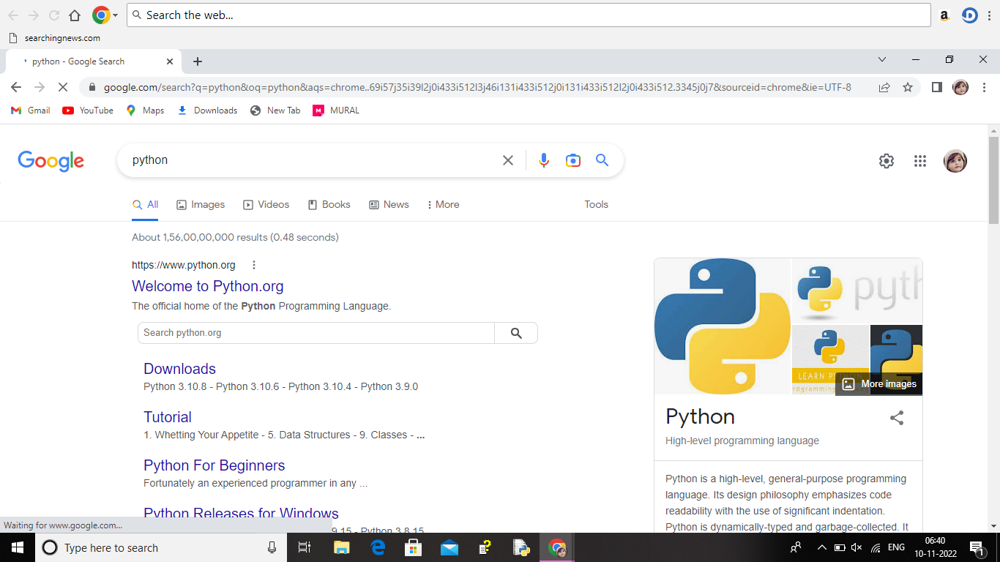 Search the web...
searchingnews.com
python - Google Search
google.com/search?q=python&oq=python&aqs=chrome..69i57j35i39l2j0i433i512l3j46i131i433i512j0i131i433i512l2j0i433i512.3345j0j7&sourceid=chrome&ie=UTF-8
Gmail YouTube Maps Downloads New Tab MURAL
Google python
All Images Videos Books News More Tools
About 1,56,00,00,000 results (0.48 seconds)
https://www.python.org
Welcome to Python.org
The official home of the Python Programming Language.
Search python.org
Downloads
Python 3.10.8 - Python 3.10.6 - Python 3.10.4 - Python 3.9.0
Tutorial
1. Whetting Your Appetite - 5. Data Structures - 9. Classes - ...
Python For Beginners
Fortunately an experienced programmer in any ...
Python Releases for Windows
9.15 - Python 3.8.15
pyth
LEARN PYTHON
More images
Python
High-level programming language
Python is a high-level, general-purpose programming
language. Its design philosophy emphasizes code
readability with the use of significant indentation.
Python is dynamically-typed and garbage-collected. It
Waiting for www.google.com...
Type here to search
ENG
06:40
10-11-2022
1